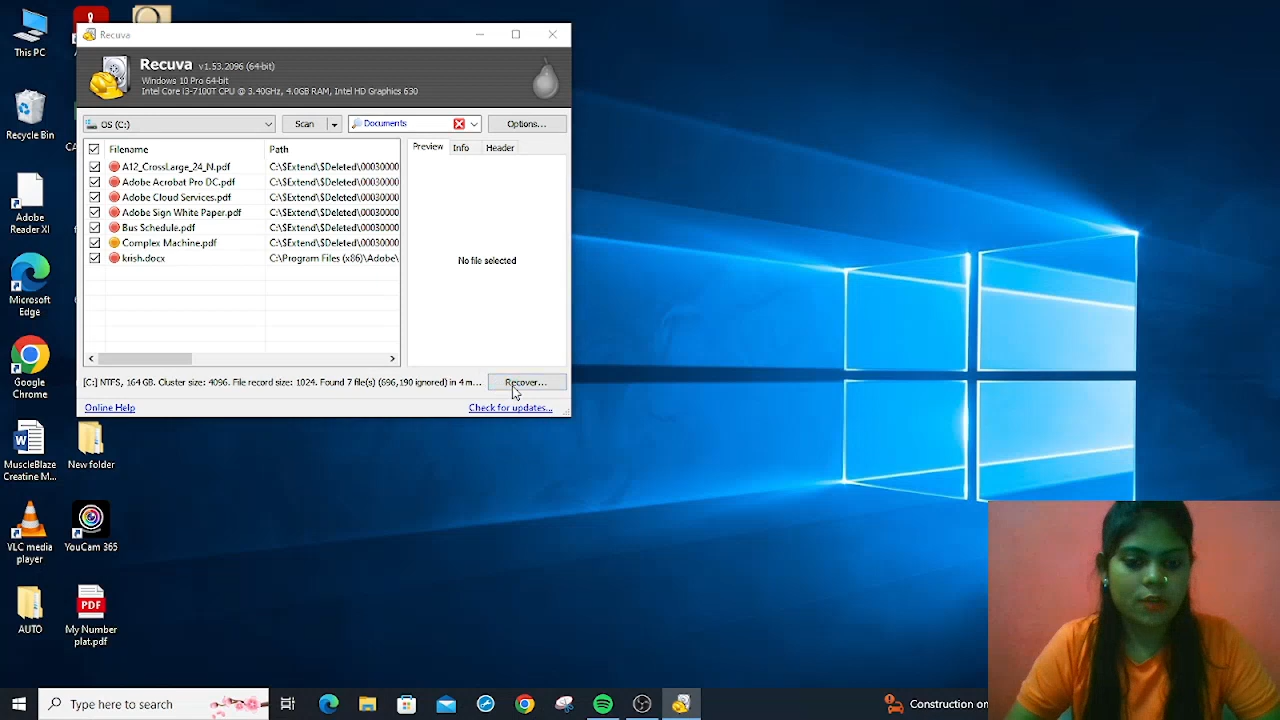 This PC
Recycle Bin
Adobe
Reader XI
Microsoft
Edge
Google
Chrome
MuscleBlaze
Creatine M...
New folder
VLC media
player
YouCam 365
AUTO
My Number
plat.pdf
PDF
Recuva
Recuva v1.53.2096 (64-bit)
Windows 10 Pro 64-bit
Intel Core i3-7100T CPU @ 3.40GHz, 4.0GB RAM, Intel HD Graphics 630
OS (C:)
Scan
Documents
Options...
Filename Path
A12_CrossLarge_24_N.pdf C:\$Extend\$Deleted\00030000
Adobe Acrobat Pro DC.pdf C:\$Extend\$Deleted\00030000
Adobe Cloud Services.pdf C:\$Extend\$Deleted\00030000
Adobe Sign White Paper.pdf C:\$Extend\$Deleted\00030000
Bus Schedule.pdf C:\$Extend\$Deleted\00030000
Complex Machine.pdf C:\$Extend\$Deleted\00030000
krish.docx C:\Program Files (x86)\Adobe\
Preview Info Header
No file selected
[C:] NTFS, 164 GB. Cluster size: 4096. File record size: 1024. Found 7 file(s) (696,190 ignored) in 4 m...
Recover...
Online Help
Check for updates...
Type here to search
Construction on